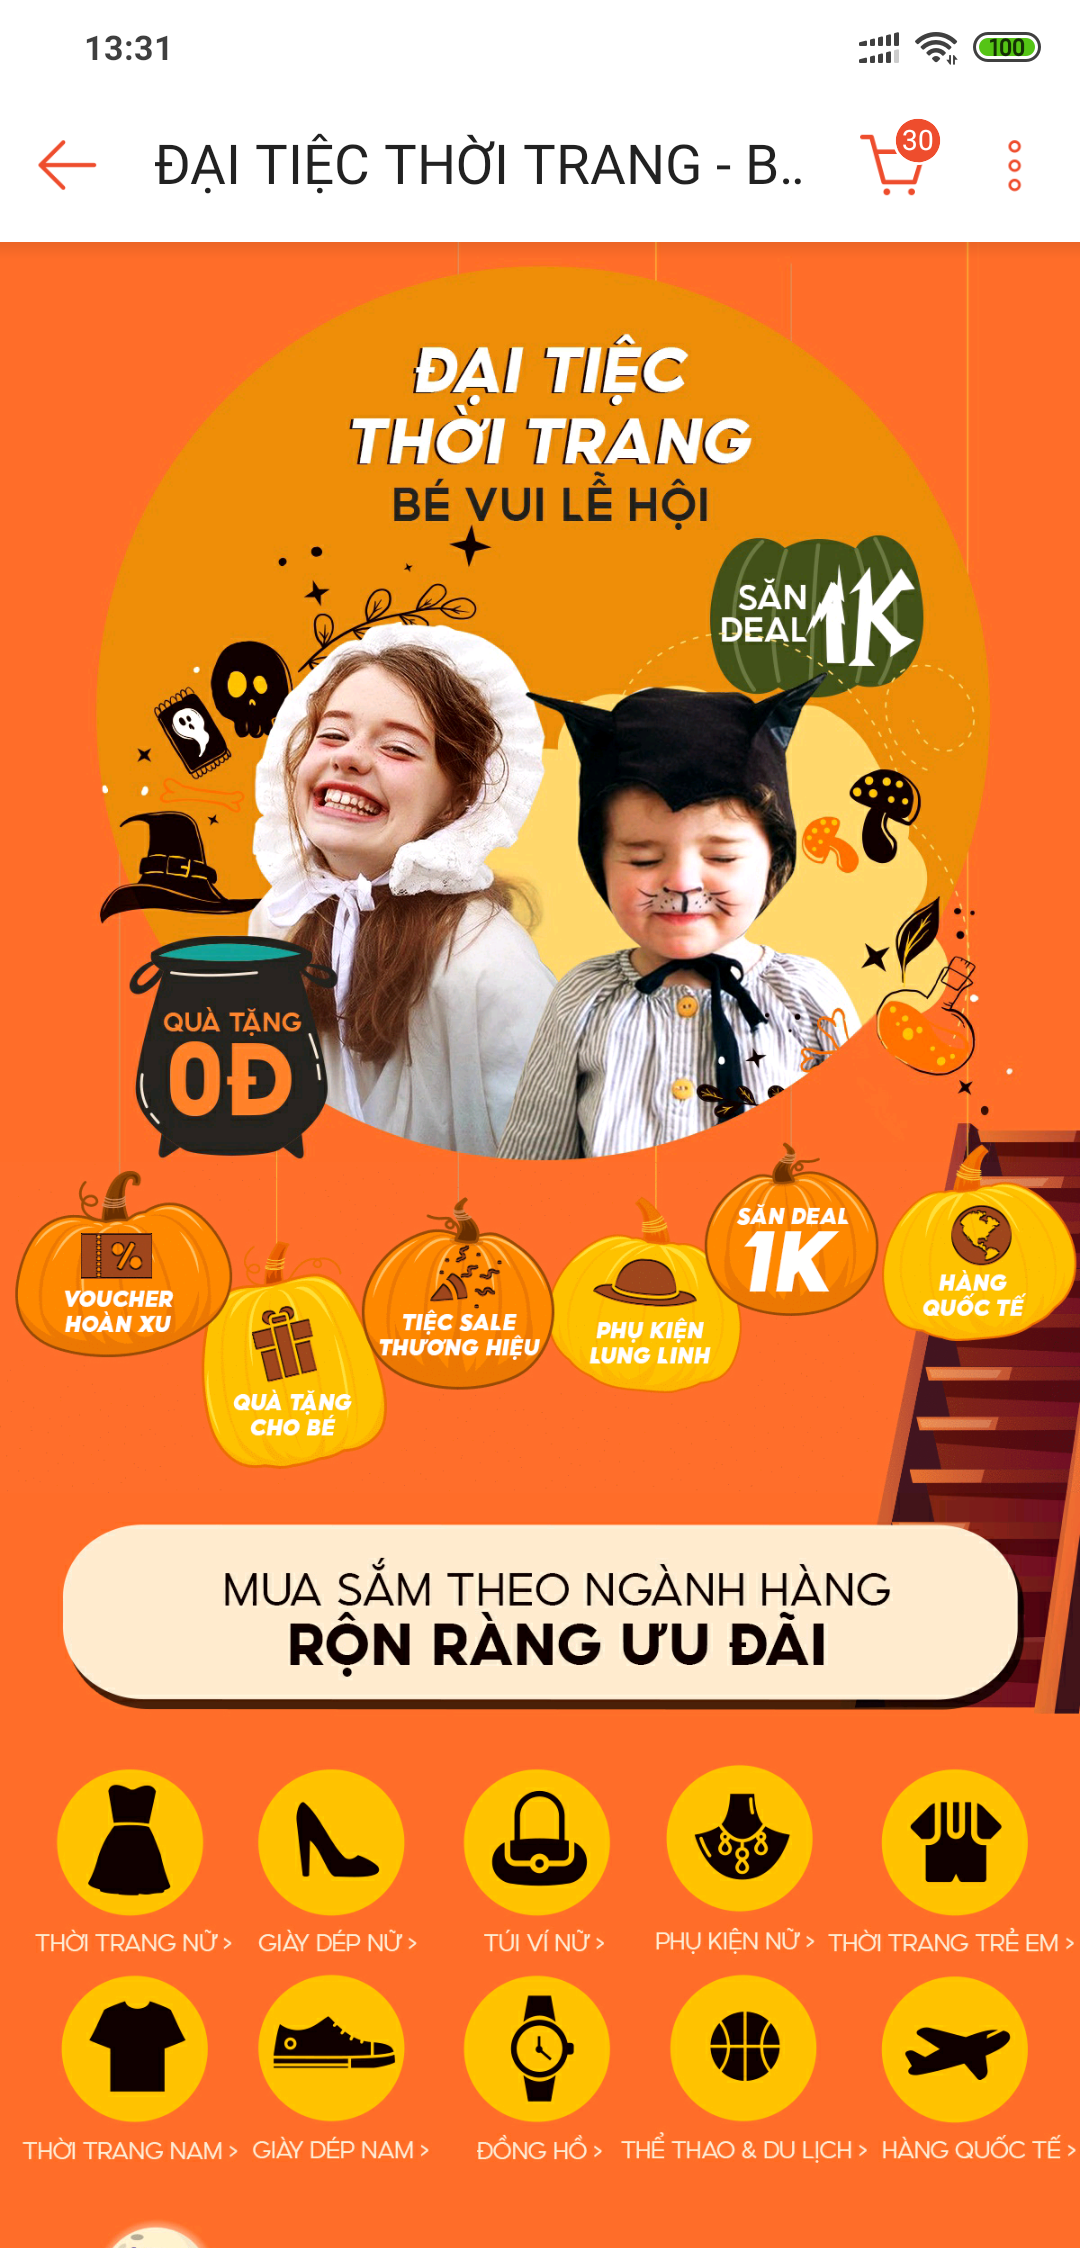 13:31
100
ĐẠI TIỆC THỜI TRANG - B..
30
ĐẠI TIỆC
THỜI TRANG
BÉ VUI LỄ HỘI
SĂN
DEAL 1K
QUÀ TẶNG
0Đ
VOUCHER
HOÀN XU
QUÀ TẶNG
CHO BÉ
TIỆC SALE
THƯƠNG HIỆU
PHỤ KIỆN
LUNG LINH
SĂN DEAL
1K
HÀNG
QUỐC TẾ
MUA SẮM THEO NGÀNH HÀNG
RỘN RÀNG ƯU ĐÃI
THỜI TRANG NỮ >
GIÀY DÉP NỮ >
TÚI VÍ NỮ >
PHỤ KIỆN NỮ >
THỜI TRANG TRẺ EM >
THỜI TRANG NAM >
GIÀY DÉP NAM >
ĐỒNG HỒ >
THỂ THAO & DU LỊCH >
HÀNG QUỐC TẾ >